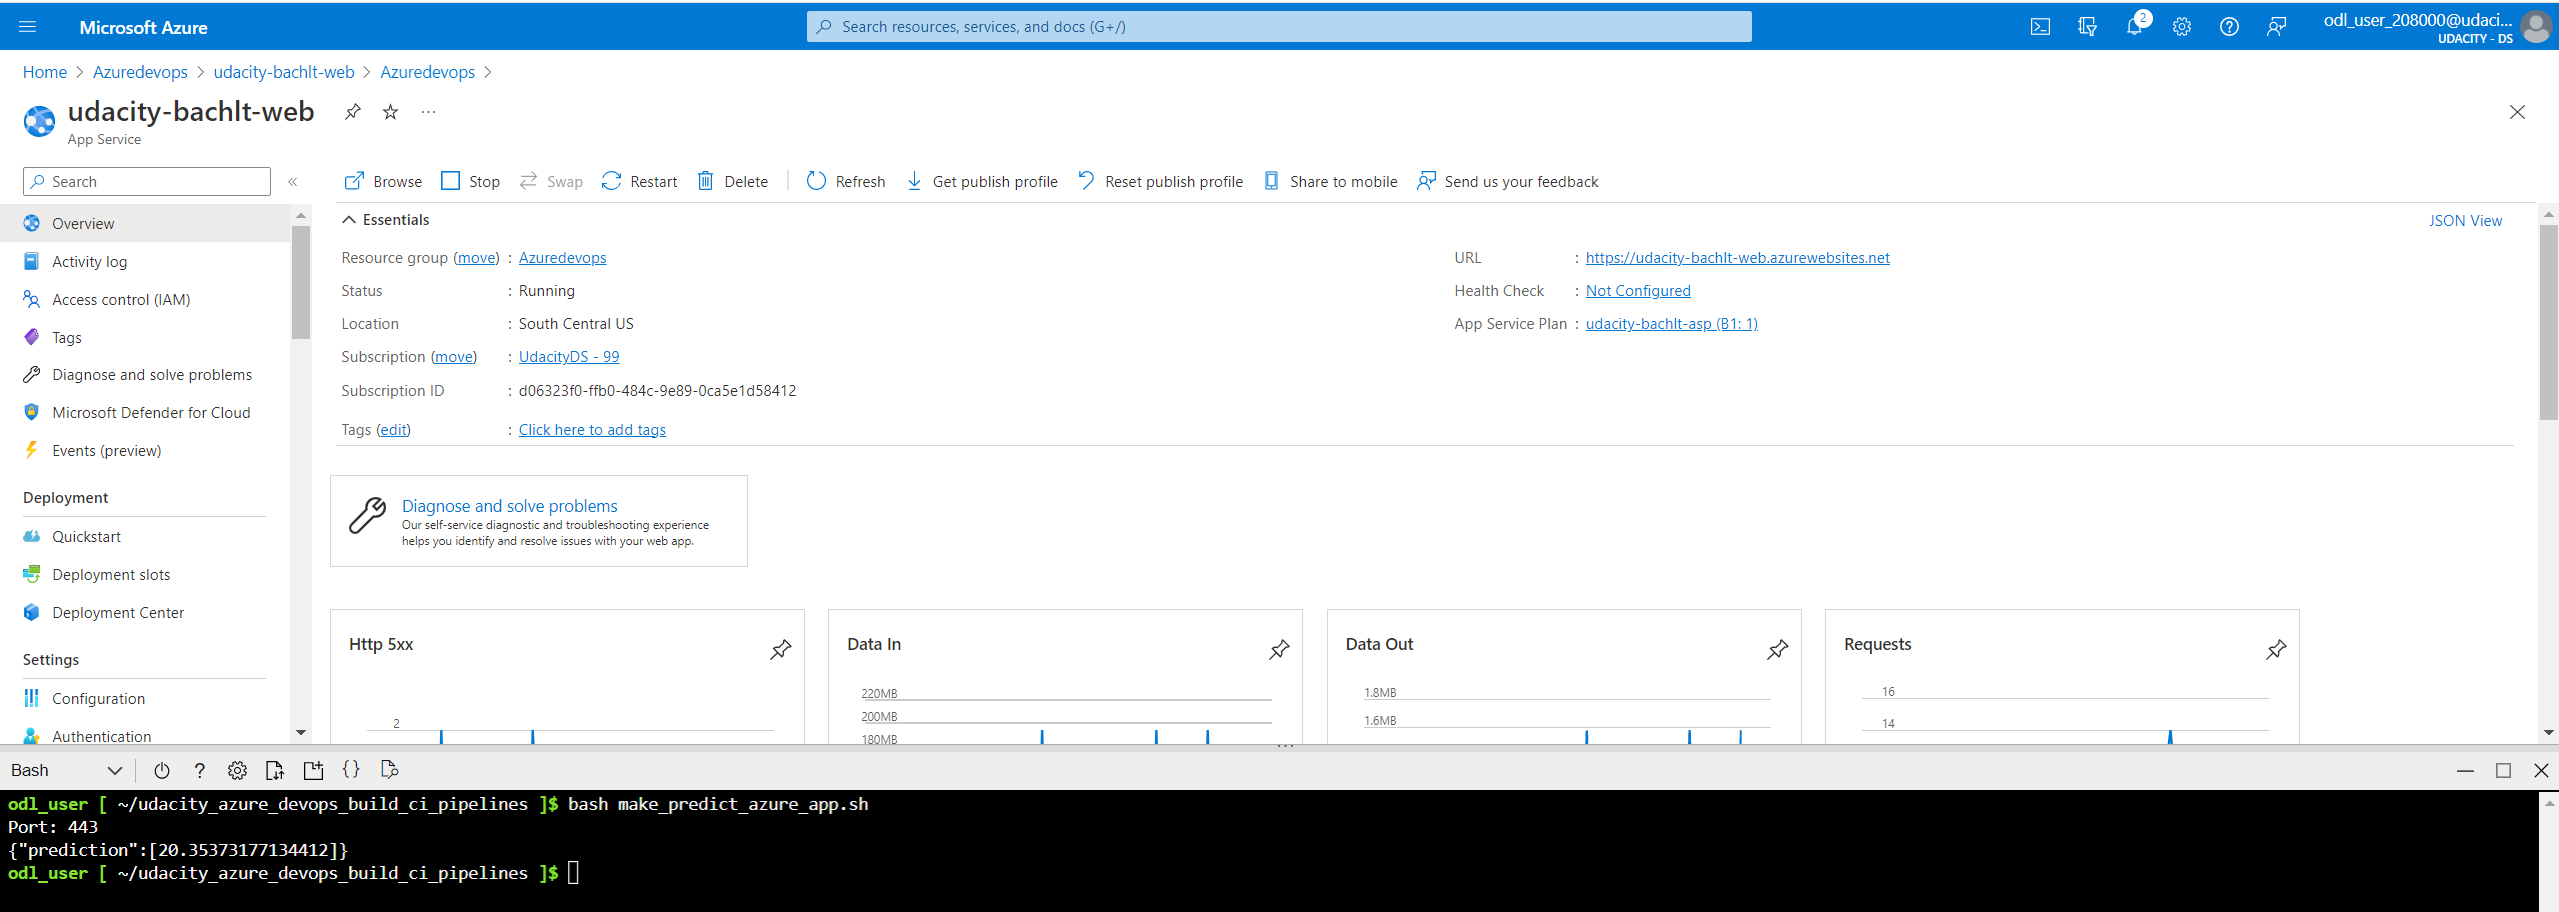 Microsoft Azure
Search resources, services, and docs (G+/)
2
odl_user_208000@udaci...
UDACITY - DS
Home > Azuredevops > udacity-bachlt-web > Azuredevops >
udacity-bachlt-web
...
App Service
Search
«
Browse Stop Swap Restart Delete Refresh Get publish profile Reset publish profile Share to mobile Send us your feedback
Overview
Activity log
Access control (IAM)
Tags
Diagnose and solve problems
Microsoft Defender for Cloud
Events (preview)
Deployment
Quickstart
Deployment slots
Deployment Center
Settings
Configuration
Authentication
Essentials
JSON View
Resource group (move) : Azuredevops
Status : Running
Location : South Central US
Subscription (move) : UdacityDS - 99
Subscription ID : d06323f0-ffb0-484c-9e89-0ca5e1d58412
Tags (edit) : Click here to add tags
URL : https://udacity-bachlt-web.azurewebsites.net
Health Check : Not Configured
App Service Plan : udacity-bachlt-asp (B1: 1)
Diagnose and solve problems
Our self-service diagnostic and troubleshooting experience
helps you identify and resolve issues with your web app.
Http 5xx
2
Data In
220MB
200MB
180MB
Data Out
1.8MB
1.6MB
Requests
16
14
Bash
? {}
odl_user [ ~/udacity_azure_devops_build_ci_pipelines ]$ bash make_predict_azure_app.sh
Port: 443
{"prediction":[20.35373177134412]}
odl_user [ ~/udacity_azure_devops_build_ci_pipelines ]$